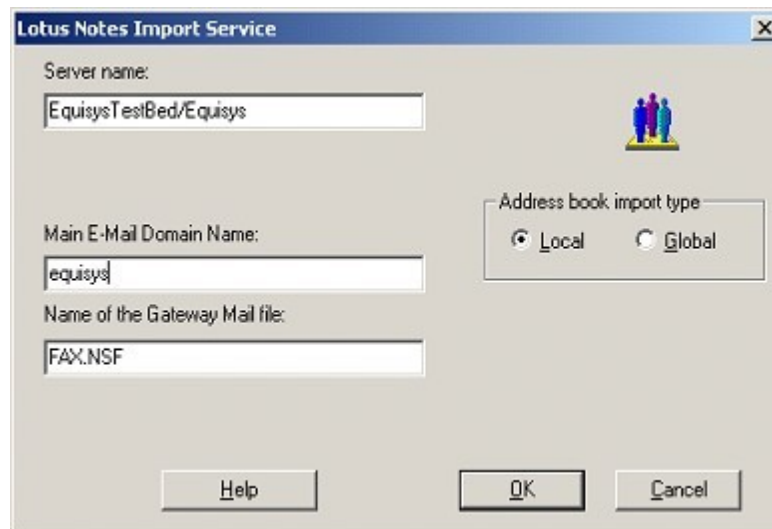 Lotus Notes Import Service
Server name:
EquisysTestBed/Equisys
Address book import type
Local Global
Main E-Mail Domain Name:
equisys
Name of the Gateway Mail file:
FAX.NSF
Help OK Cancel